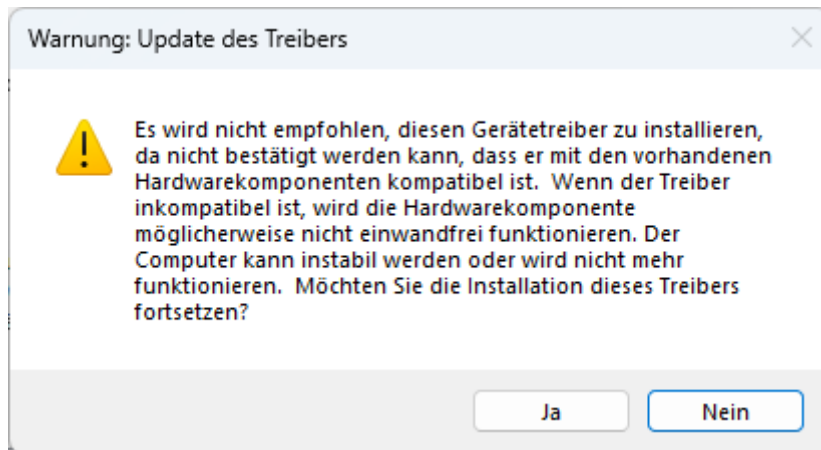 Warnung: Update des Treibers
Es wird nicht empfohlen, diesen Gerätetreiber zu installieren,
da nicht bestätigt werden kann, dass er mit den vorhandenen
Hardwarekomponenten kompatibel ist.  Wenn der Treiber
inkompatibel ist, wird die Hardwarekomponente
möglicherweise nicht einwandfrei funktionieren. Der
Computer kann instabil werden oder wird nicht mehr
funktionieren.  Möchten Sie die Installation dieses Treibers
fortsetzen?
Ja
Nein